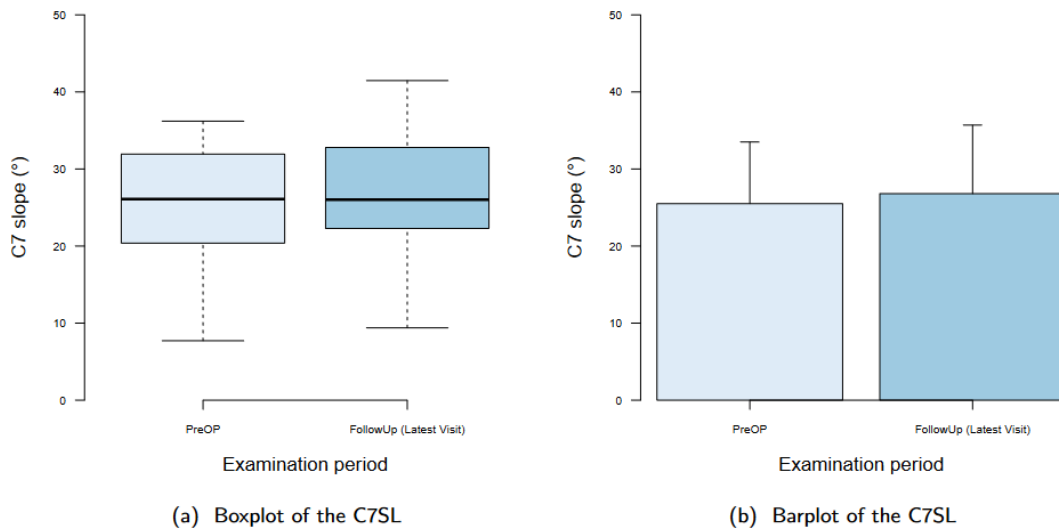 50
40
30
20
10
0
C7 slope (°)
PreOP
FollowUp (Latest Visit)
Examination period
(a) Boxplot of the C7SL
50
40
30
20
10
0
C7 slope (°)
PreOP
FollowUp (Latest Visit)
Examination period
(b) Barplot of the C7SL